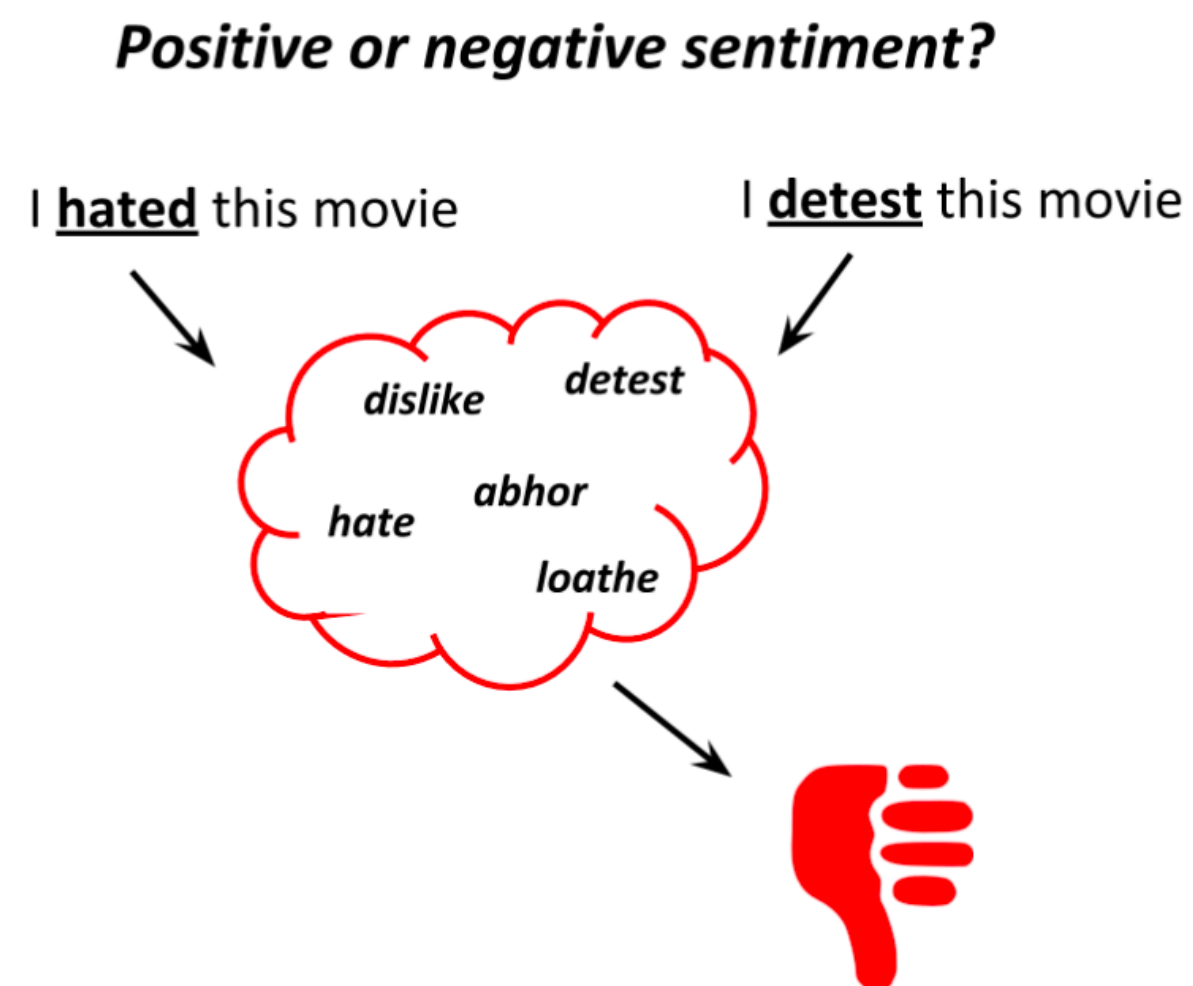 Positive or negative sentiment?
I hated this movie
I detest this movie
dislike
detest
abhor
hate
loathe